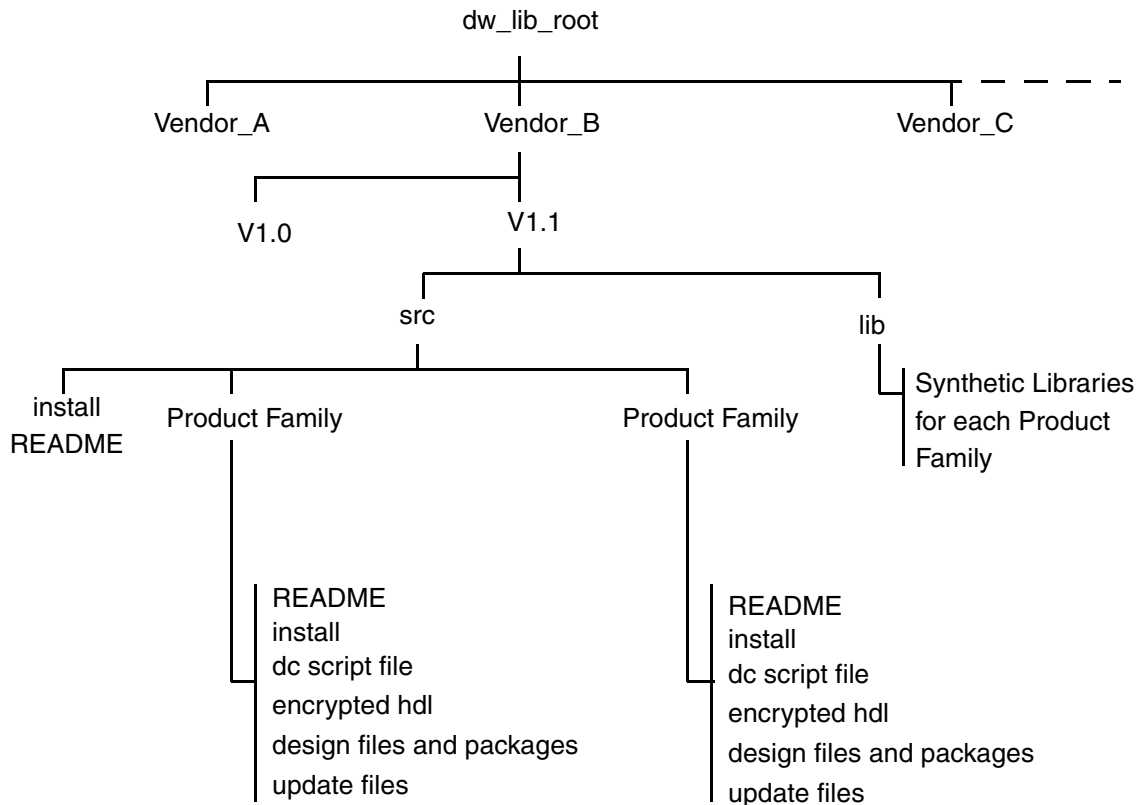 dw_lib_root
Vendor_A
Vendor_B
Vendor_C
V1.0
V1.1
src
lib
install
README
Product Family
Product Family
Synthetic Libraries
for each Product
Family
README
install
dc script file
encrypted hdl
design files and packages
update files
README
install
dc script file
encrypted hdl
design files and packages
update files